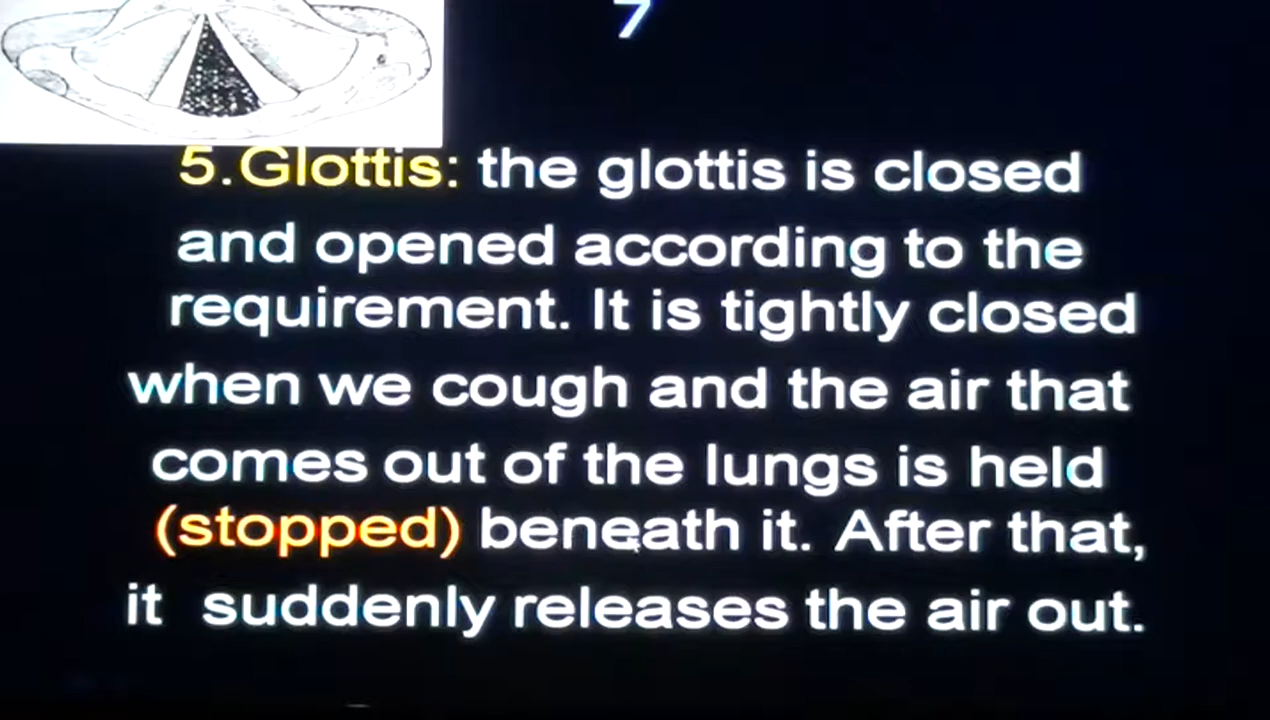 7
5.Glottis: the glottis is closed
and opened according to the
requirement. It is tightly closed
when we cough and the air that
comes out of the lungs is held
(stopped) beneath it. After that,
it suddenly releases the air out.